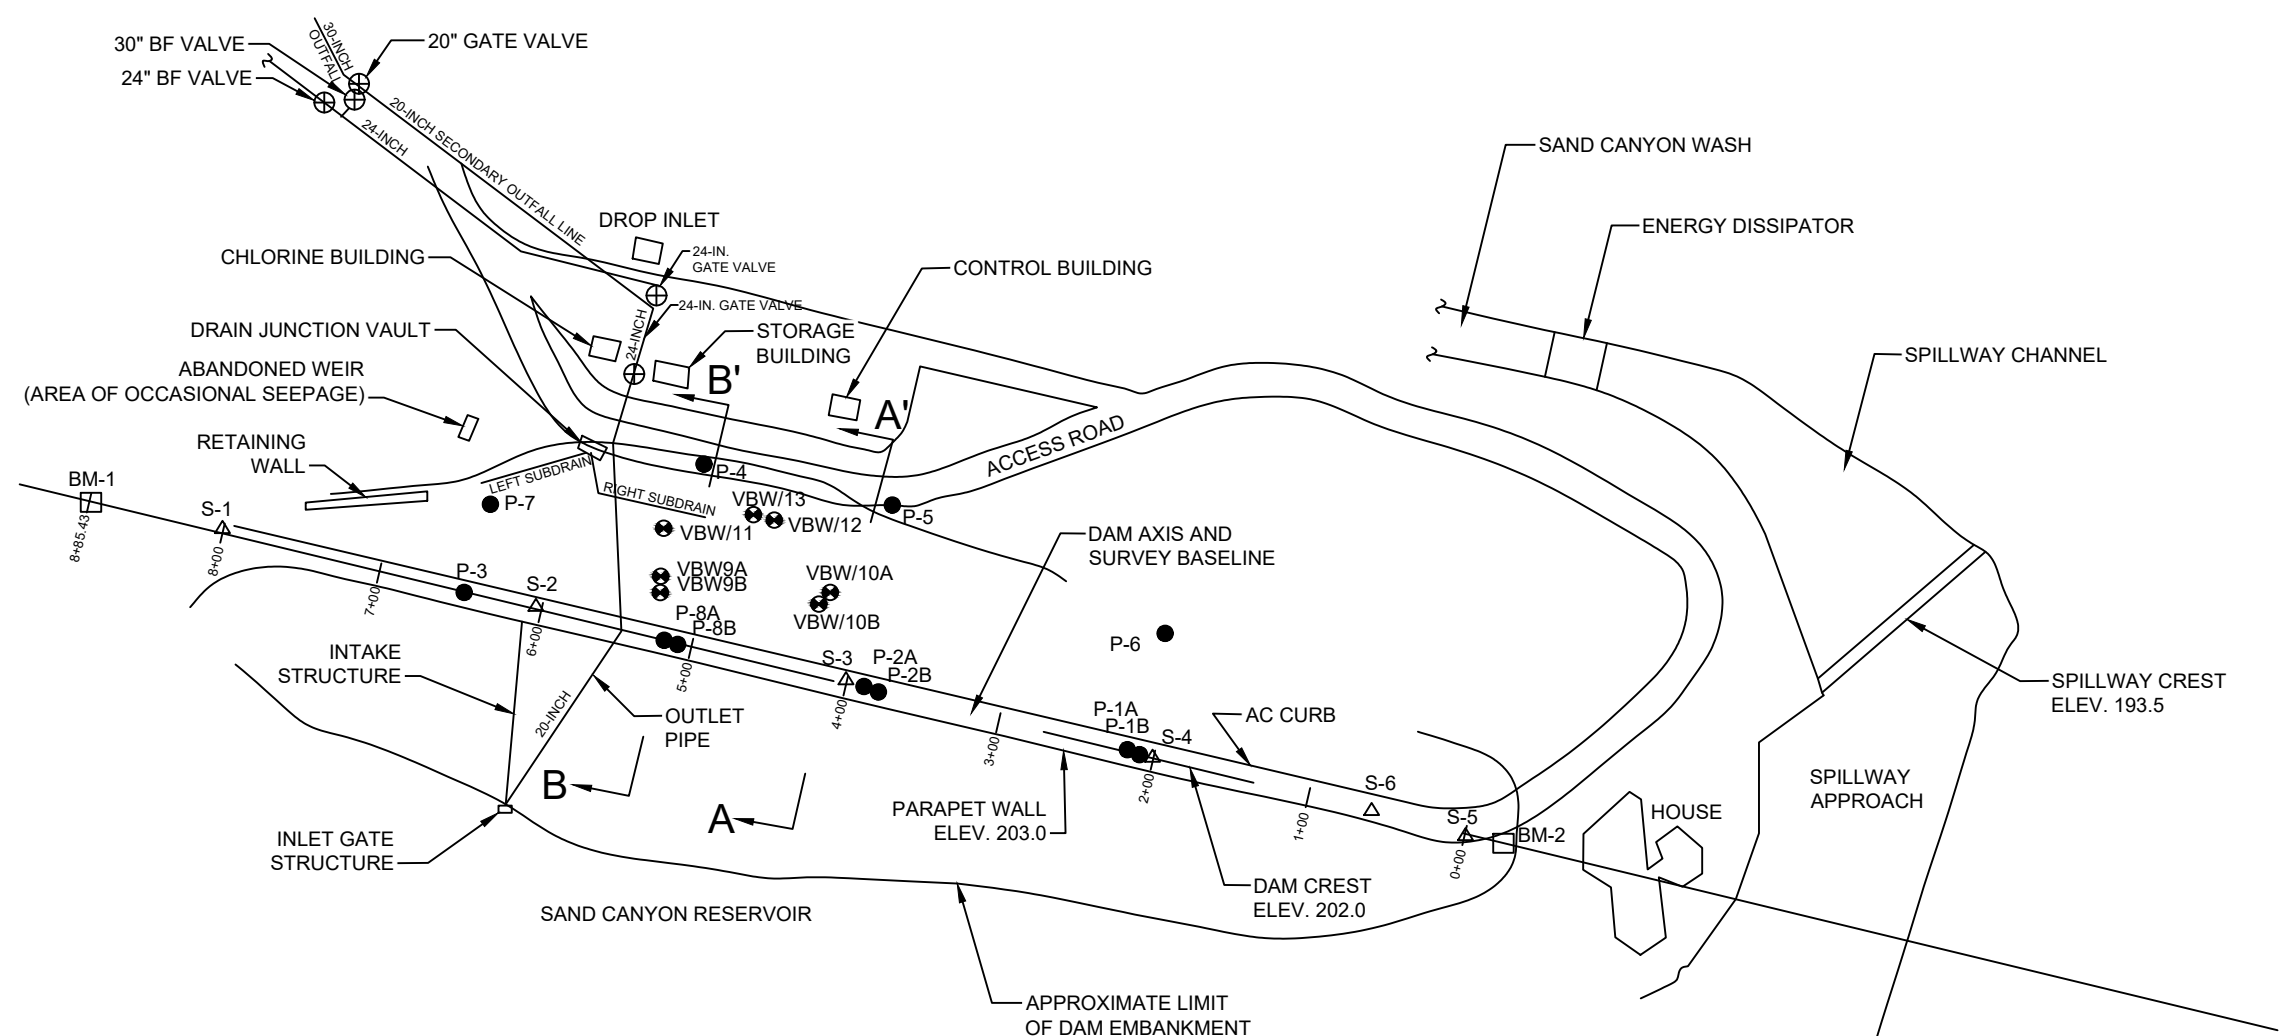 30-INCH
OUTFALL
30" BF VALVE
20" GATE VALVE
24" BF VALVE
20-INCH SECONDARY OUTFALL LINE
24-INCH
SAND CANYON WASH
DROP INLET
ENERGY DISSIPATOR
CHLORINE BUILDING
24-IN.
GATE VALVE
CONTROL BUILDING
24-IN. GATE VALVE
DRAIN JUNCTION VAULT
24-INCH
STORAGE
BUILDING
SPILLWAY CHANNEL
ABANDONED WEIR
(AREA OF OCCASIONAL SEEPAGE)
B'
A'
RETAINING
WALL
ACCESS ROAD
BM-1
8+85.43
S-1
8+00
LEFT SUBDRAIN
P-7
P-4
RIGHT SUBDRAIN
VBW/13
VBW/12
VBW/11
P-5
DAM AXIS AND
SURVEY BASELINE
VBW9A
VBW9B
VBW/10A
VBW/10B
P-3
7+00
S-2
6+00
P-8A
P-8B
5+00
P-6
INTAKE
STRUCTURE
S-3
P-2A
P-2B
4+00
SPILLWAY CREST
ELEV. 193.5
20-INCH
OUTLET
PIPE
3+00
P-1A
P-1B
S-4
AC CURB
2+00
B
A
PARAPET WALL
ELEV. 203.0
S-6
1+00
S-5
BM-2
0+00
HOUSE
SPILLWAY
APPROACH
INLET GATE
STRUCTURE
DAM CREST
ELEV. 202.0
SAND CANYON RESERVOIR
APPROXIMATE LIMIT
OF DAM EMBANKMENT